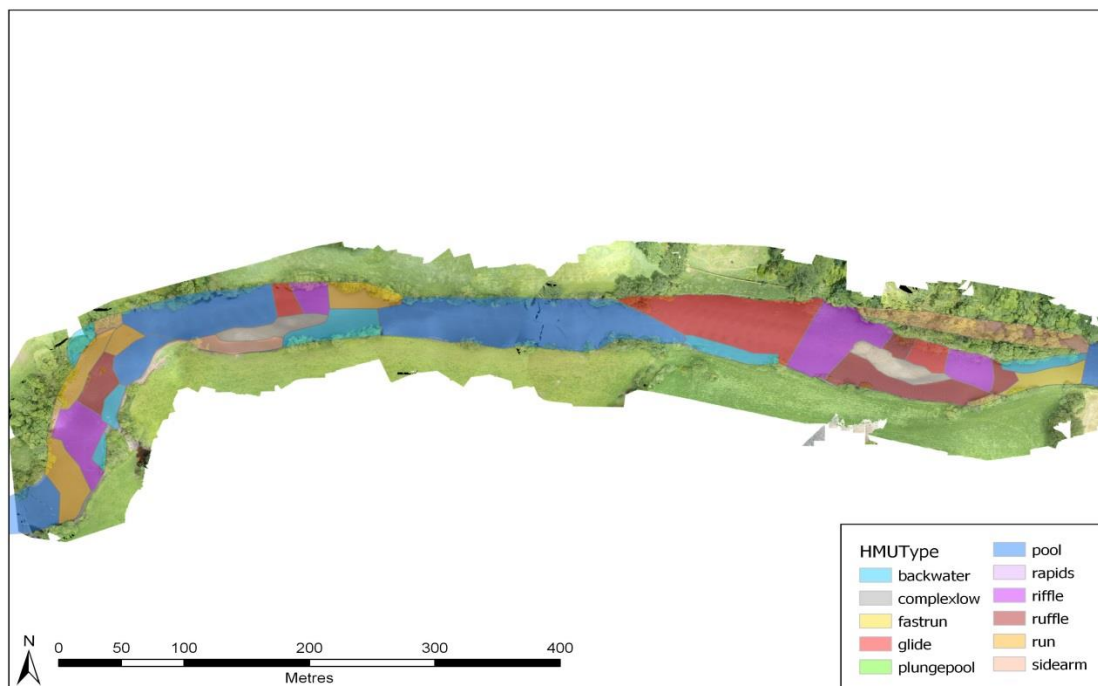 HMUType
backwater
complexlow
fastrun
glide
plungepool
pool
rapids
riffle
ruffle
run
sidearm
N
0 50 100 200 300 400
Metres